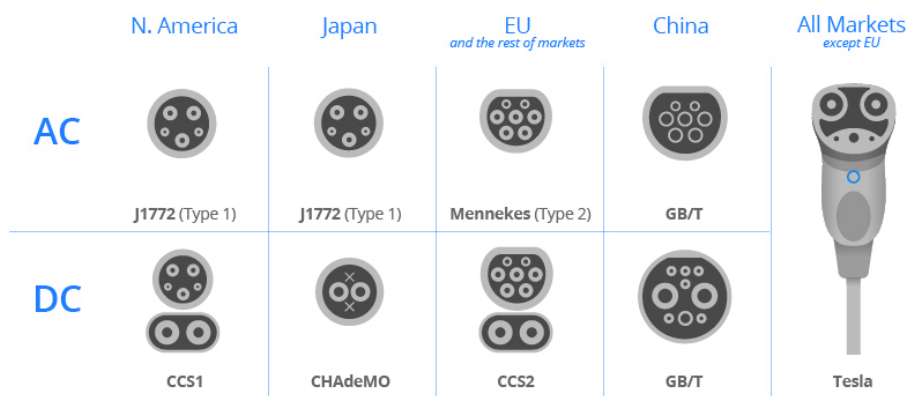 N. America
Japan
EU
and the rest of markets
China
All Markets
except EU
AC
J1772 (Type 1)
J1772 (Type 1)
Mennekes (Type 2)
GB/T
DC
CCS1
CHAdeMO
CCS2
GB/T
Tesla